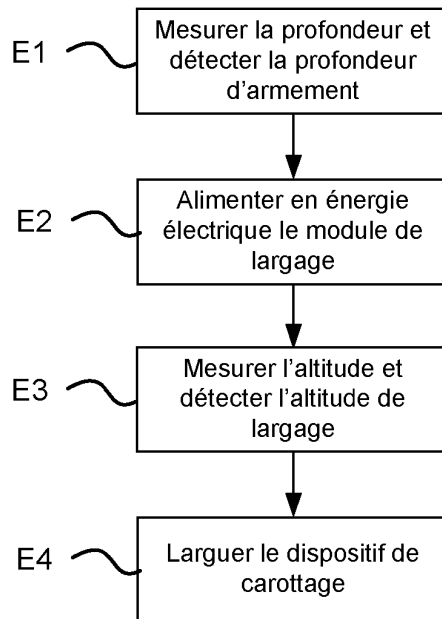 E1
Mesurer la profondeur et
détecter la profondeur
d'armement
E2
Alimenter en énergie
électrique le module de
largage
E3
Mesurer l'altitude et
détecter l'altitude de
largage
E4
Larguer le dispositif de
carottage